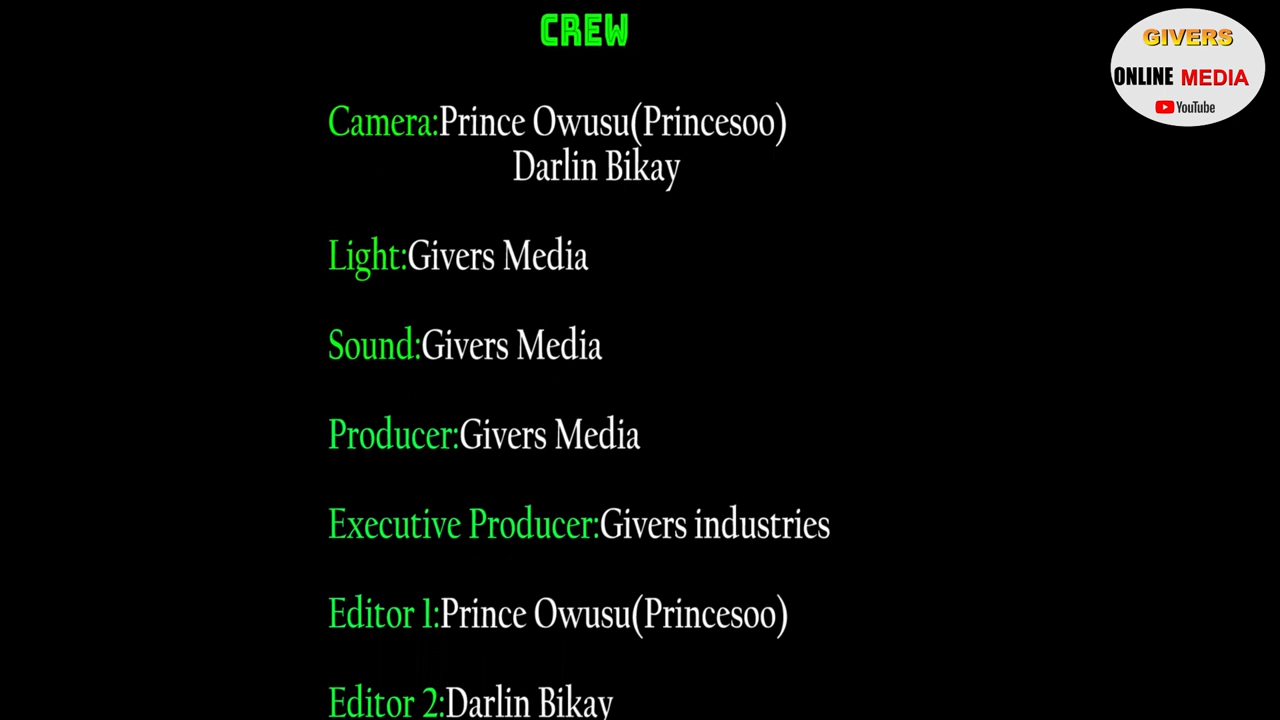 CREW
GIVERS
ONLINE MEDIA
YouTube
Camera:Prince Owusu(Princesoo)
Darlin Bikay
Light:Givers Media
Sound:Givers Media
Producer:Givers Media
Executive Producer:Givers industries
Editor 1:Prince Owusu(Princesoo)
Editor 2:Darlin Bikay